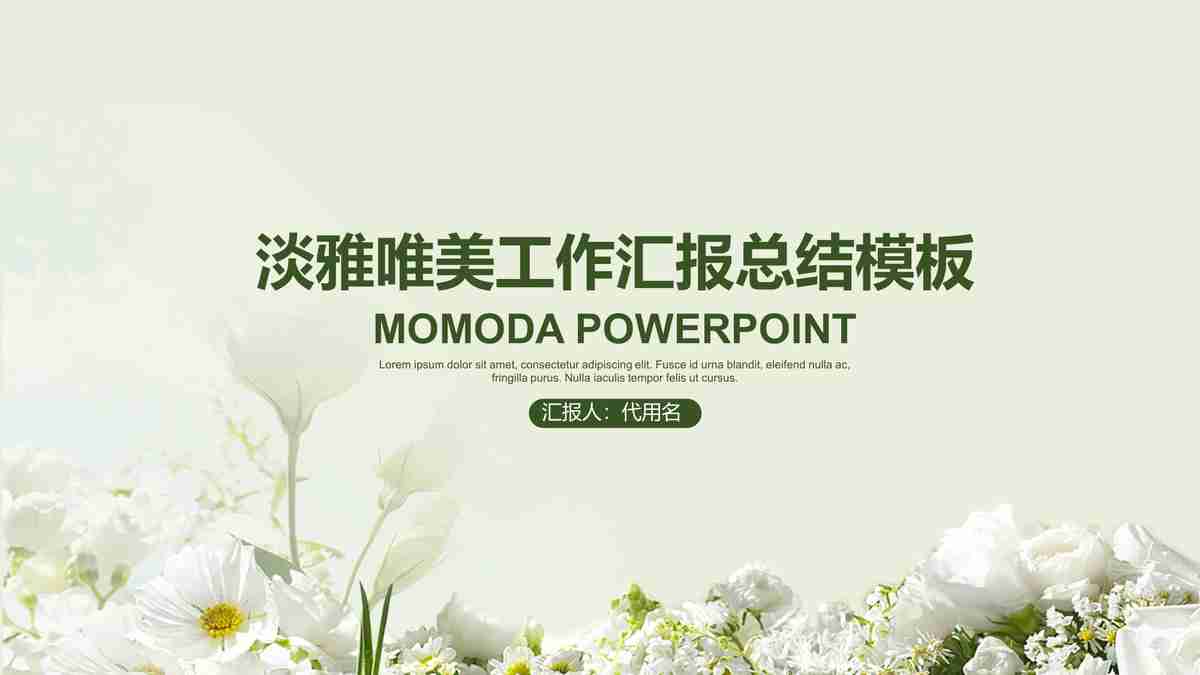 淡雅唯美工作汇报总结模板
MOMODA POWERPOINT
Lorem ipsum dolor sit amet, consectetur adipiscing elit. Fusce id urna blandit, eleifend nulla ac,
fringilla purus. Nulla iaculis tempor felis ut cursus.
汇报人：代用名